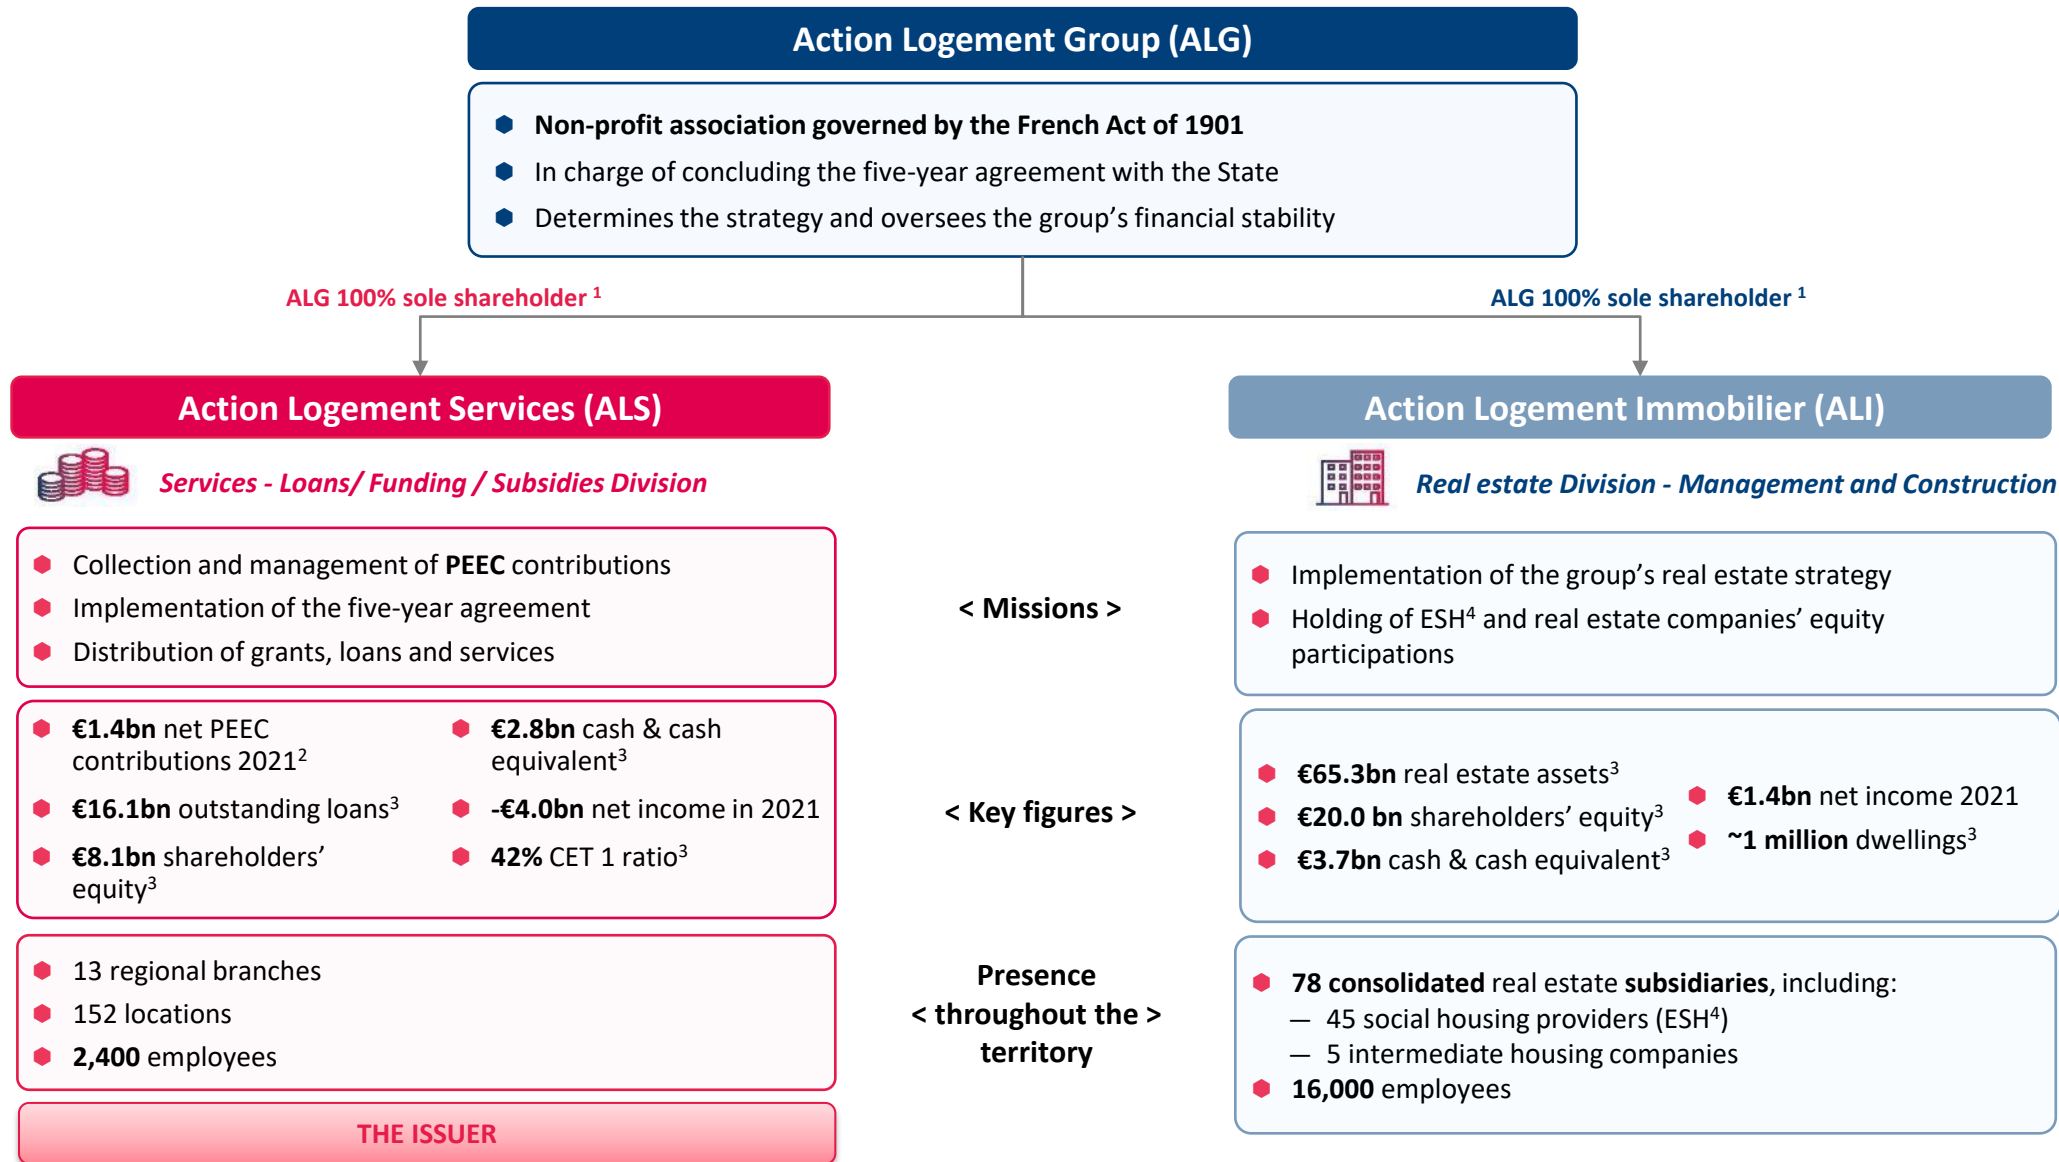 Action Logement Group (ALG)
Non-profit association governed by the French Act of 1901
In charge of concluding the five-year agreement with the State
Determines the strategy and oversees the group’s financial stability
ALG 100% sole shareholder 1
ALG 100% sole shareholder 1
Action Logement Services (ALS)
Services - Loans/ Funding / Subsidies Division
Collection and management of PEEC contributions
Implementation of the five-year agreement
Distribution of grants, loans and services
€1.4bn net PEEC
contributions 2021²
€16.1bn outstanding loans³
€8.1bn shareholders’
equity³
€2.8bn cash & cash
equivalent³
-€4.0bn net income in 2021
42% CET 1 ratio³
13 regional branches
152 locations
2,400 employees
THE ISSUER
< Missions >
< Key figures >
Presence
< throughout the >
territory
Action Logement Immobilier (ALI)
Real estate Division - Management and Construction
Implementation of the group’s real estate strategy
Holding of ESH⁴ and real estate companies’ equity
participations
€65.3bn real estate assets³
€20.0 bn shareholders’ equity³
€3.7bn cash & cash equivalent³
€1.4bn net income 2021
~1 million dwellings³
78 consolidated real estate subsidiaries, including:
— 45 social housing providers (ESH⁴)
— 5 intermediate housing companies
16,000 employees